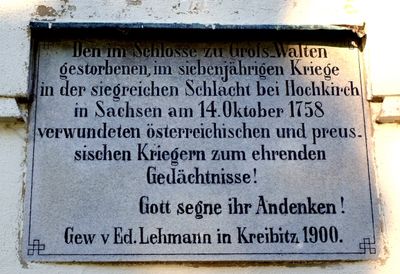 Den im Schlosse zu Groſs-Walten
gestorbenen, im siebenjährigen Kriege
in der siegreichen Schlacht bei Hochkirch
in Sachsen am 14. Oktober 1758
verwundeten österreichischen und preus-
sischen Kriegern zum ehrenden
Gedächtnisse!
Gott segne ihr Andenken!
Gew v Ed. Lehmann in Kreibitz, 1900.